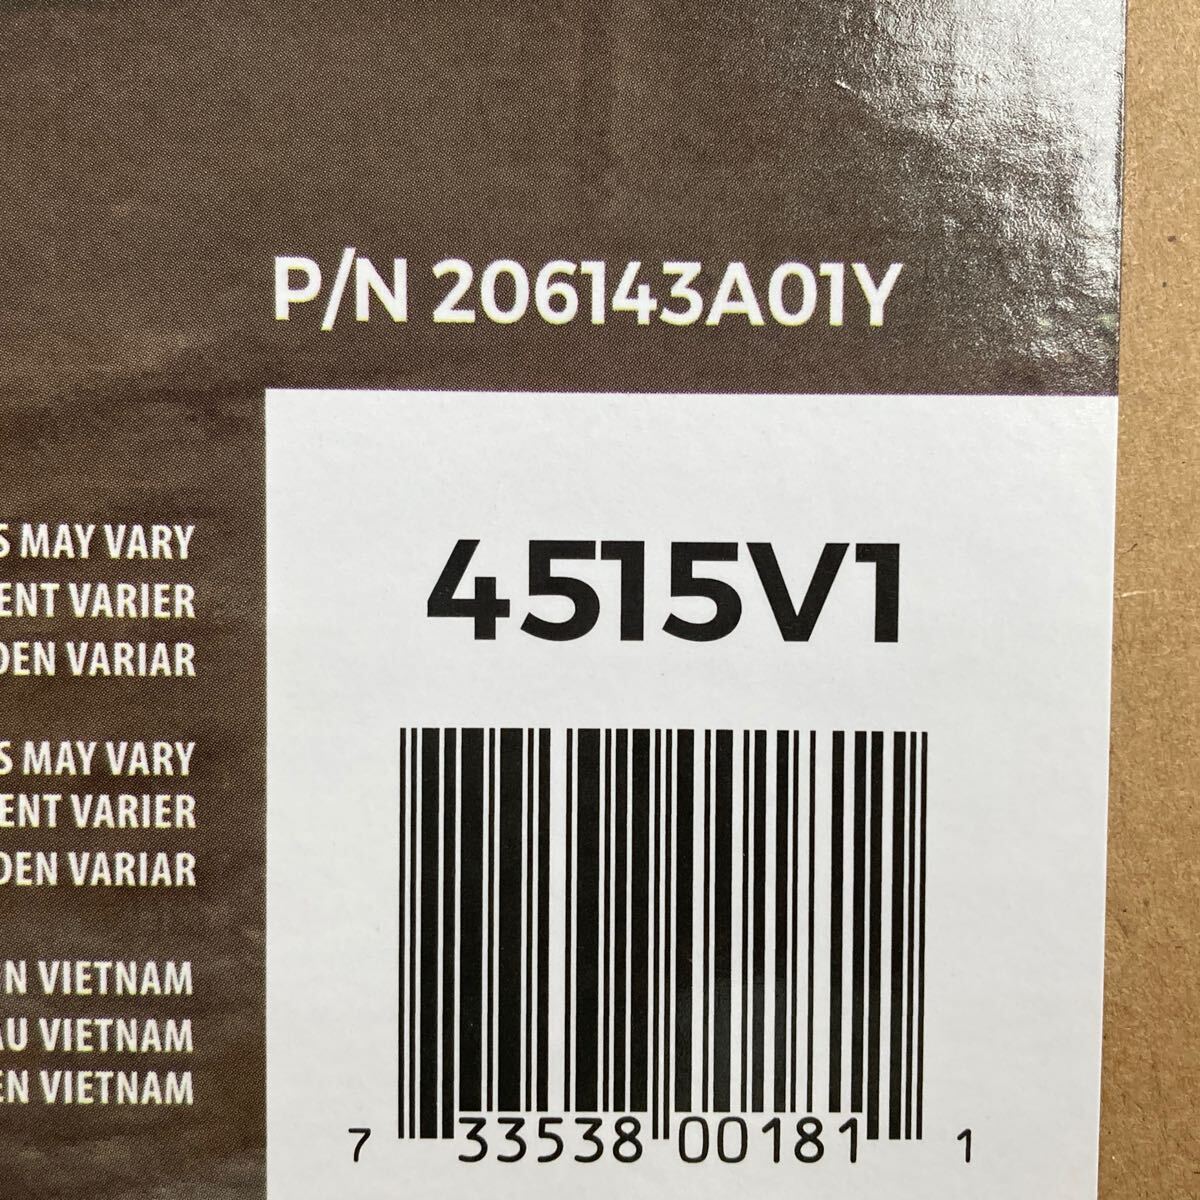 P/N 206143A01Y
4515V1
S MAY VARY
ENT VARIER
DEN VARIAR
S MAY VARY
ENT VARIER
DEN VARIAR
N VIETNAM
AU VIETNAM
EN VIETNAM
7 33538 00181 1